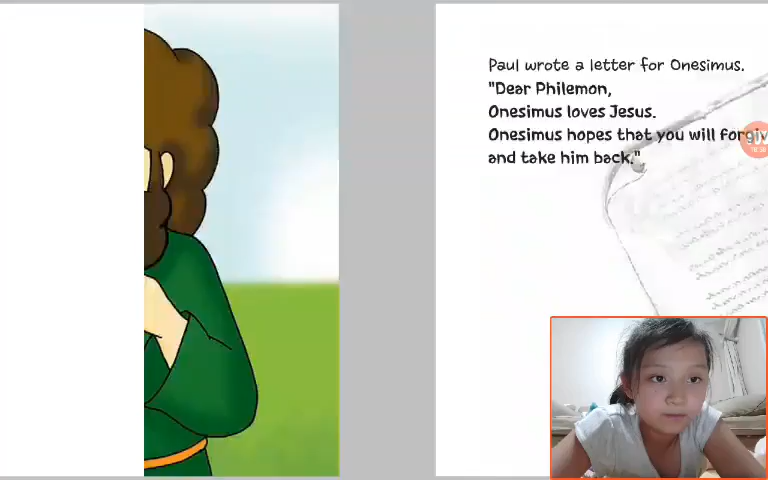 Paul wrote a letter for Onesimus.
"Dear Philemon,
Onesimus loves Jesus.
Onesimus hopes that you will forgiv
and take him back."